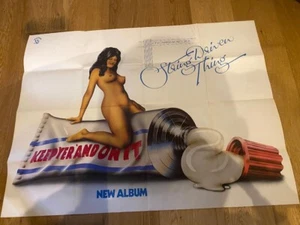 String Driven
Thing
KEEP YER 'AND ON IT
NEW ALBUM